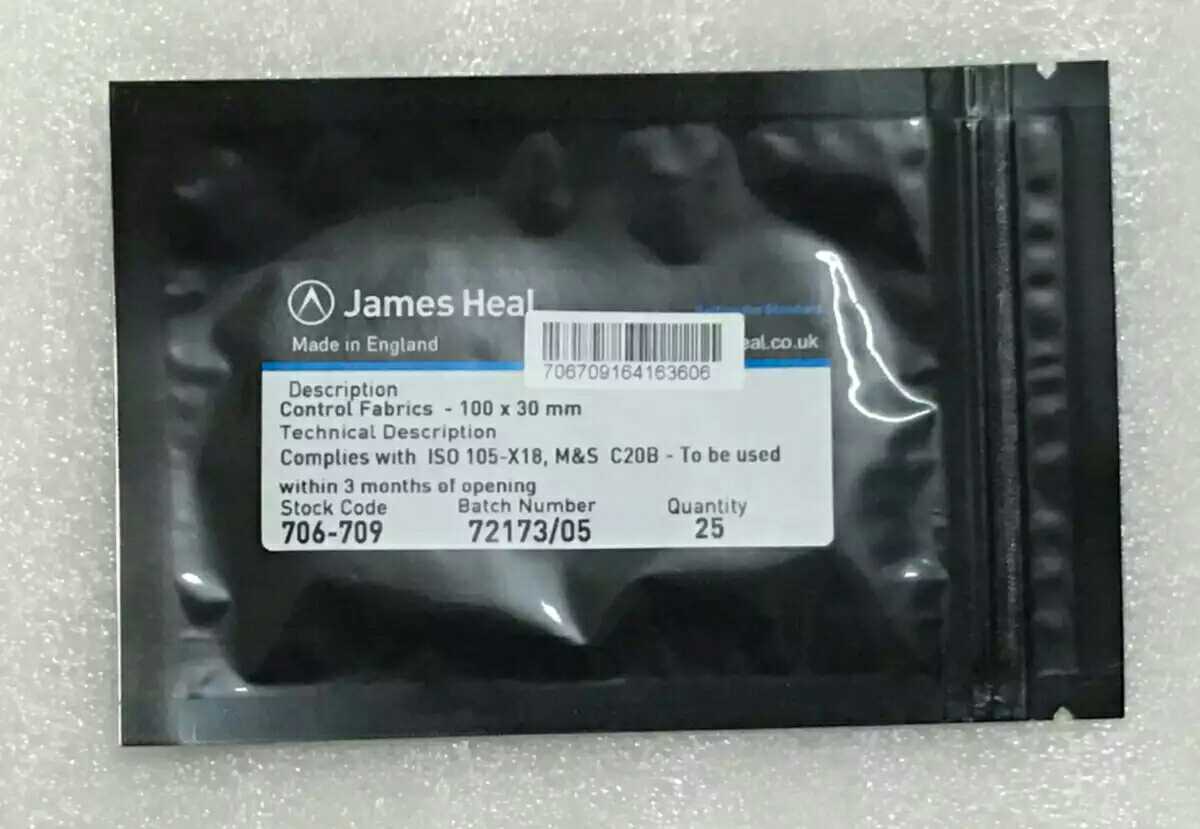 James Heal
Made in England
eal.co.uk
706709164163606
Description
Control Fabrics - 100 x 30 mm
Technical Description
Complies with ISO 105-X18, M&S C20B - To be used
within 3 months of opening
Stock Code Batch Number Quantity
706-709 72173/05 25